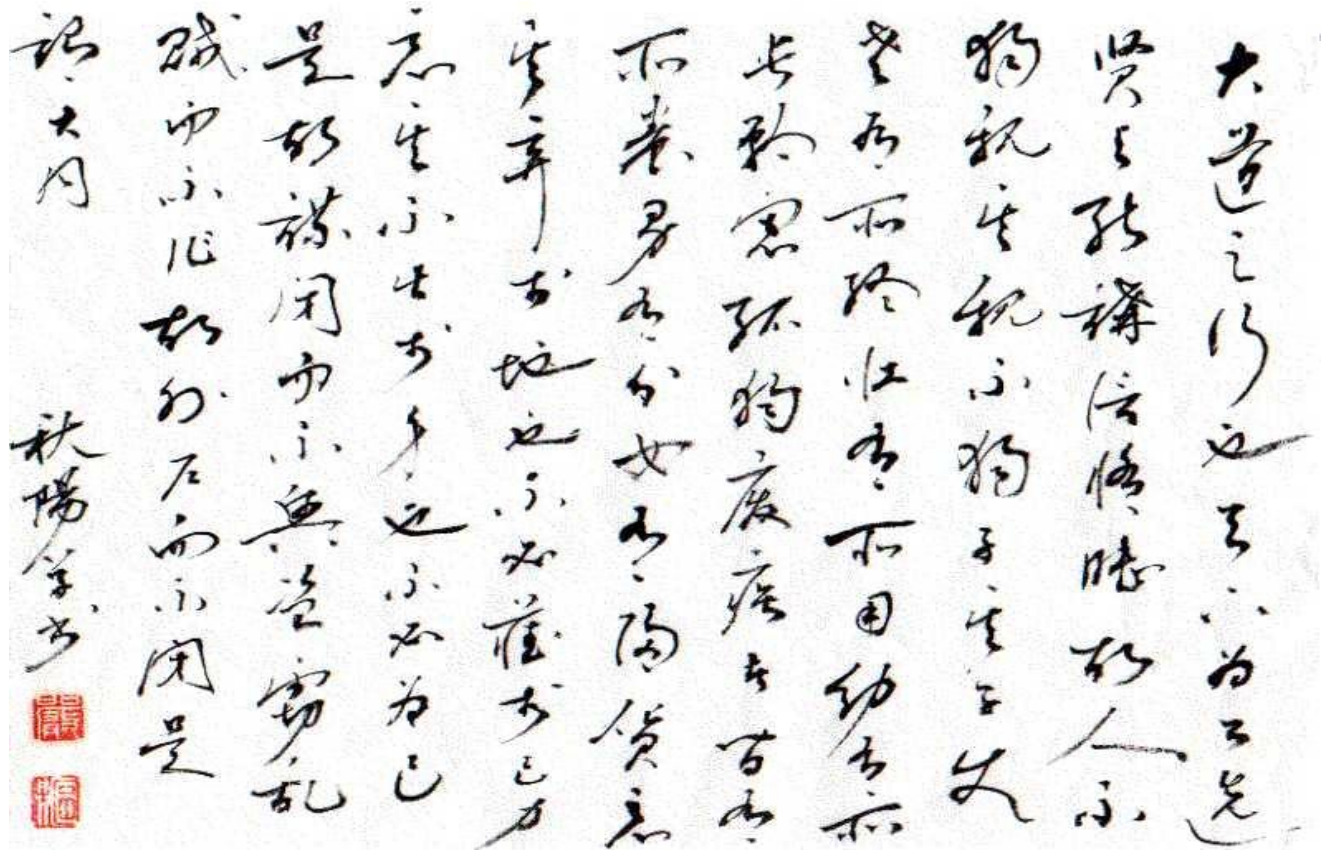 大道之行也天下为公选
贤与能讲信修睦故人不
独亲其亲不独子其子使
老有所终壮有所用幼有所
长矜寡孤独废疾者皆有
所养男有分女有归货恶
其弃于地也不必藏于己力
恶其不出于身也不必为己
是故谋闭而不兴盗窃乱
贼而不作故外户而不闭是
谓大同
秋阳草书